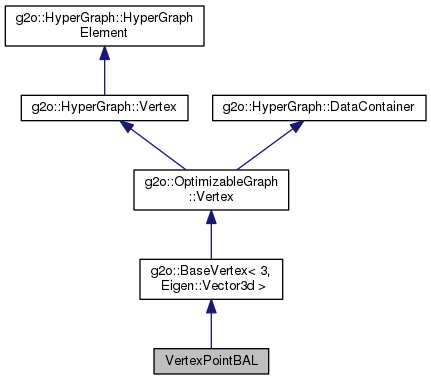 g2o::HyperGraph::HyperGraph
Element
g2o::HyperGraph::Vertex
g2o::HyperGraph::DataContainer
g2o::OptimizableGraph
::Vertex
g2o::BaseVertex< 3,
Eigen::Vector3d >
VertexPointBAL